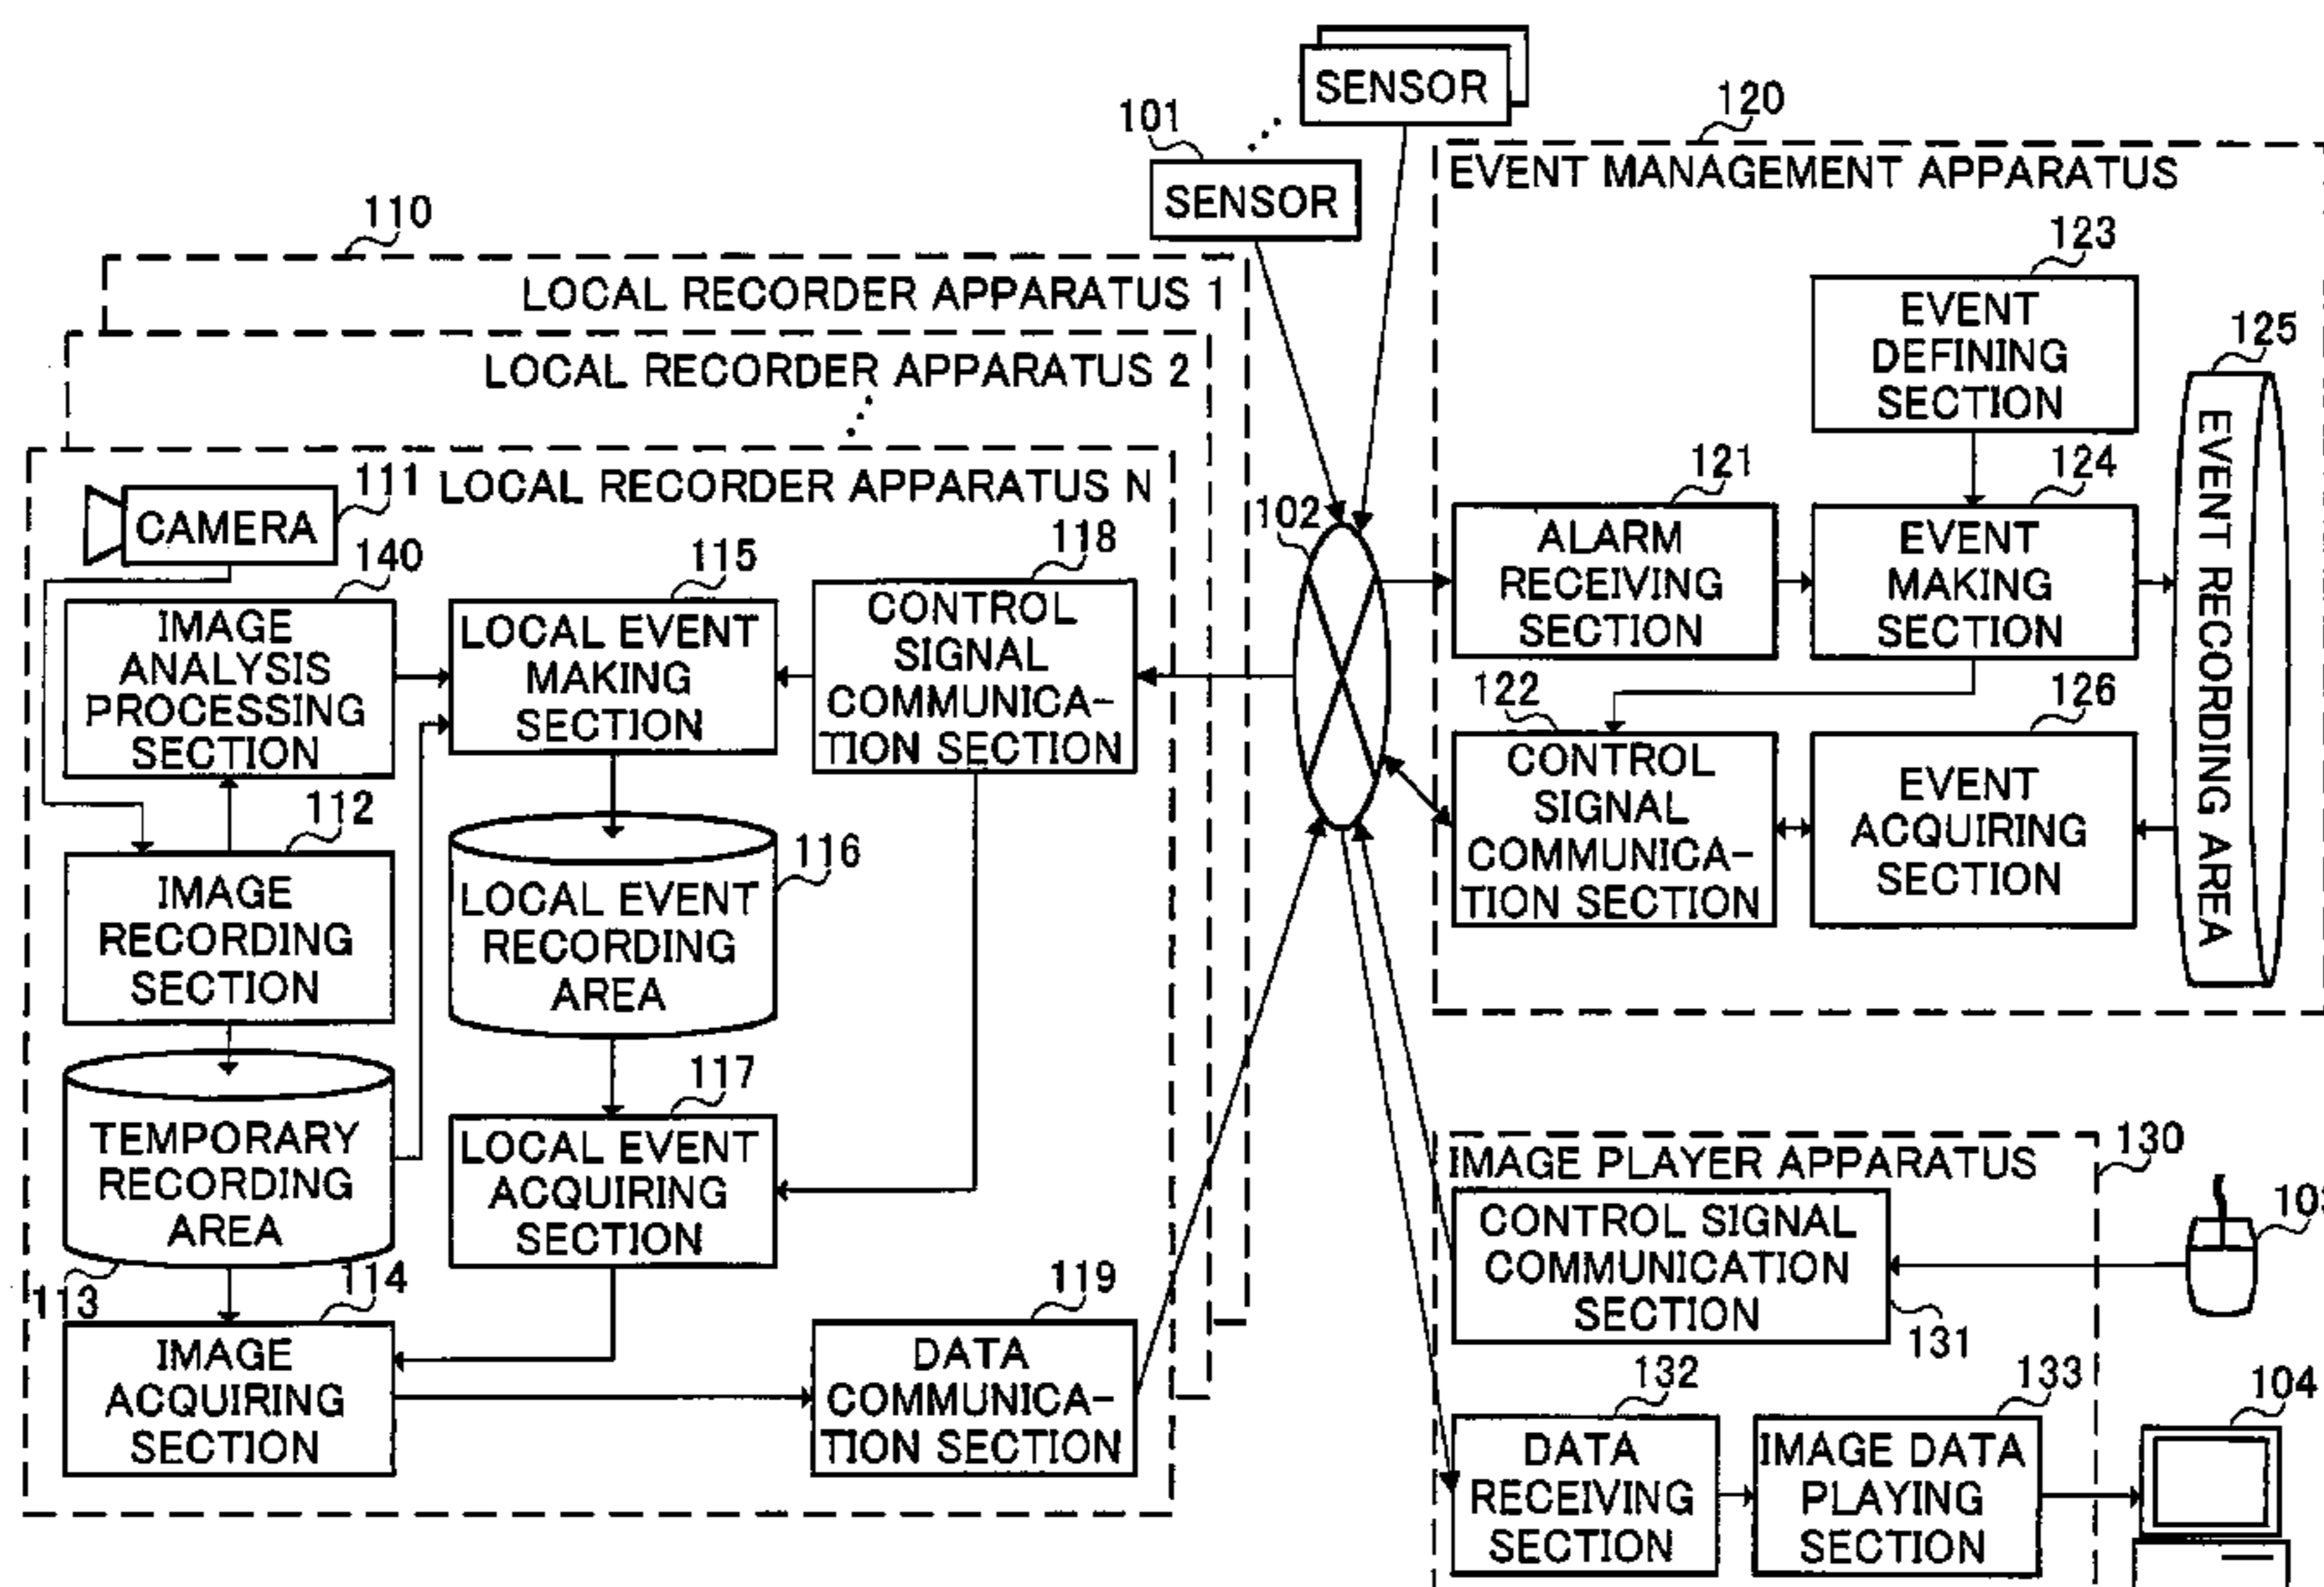 SENSOR
101
SENSOR
120
EVENT MANAGEMENT APPARATUS
123
EVENT
DEFINING
SECTION
125
EVENT RECORDING AREA
121
ALARM
RECEIVING
SECTION
124
EVENT
MAKING
SECTION
122
CONTROL
SIGNAL
COMMUNICA-
TION SECTION
126
EVENT
ACQUIRING
SECTION
110
LOCAL RECORDER APPARATUS 1
LOCAL RECORDER APPARATUS 2
LOCAL RECORDER APPARATUS N
111
CAMERA
140
IMAGE
ANALYSIS
PROCESSING
SECTION
115
LOCAL EVENT
MAKING
SECTION
118
CONTROL
SIGNAL
COMMUNICA-
TION SECTION
102
112
IMAGE
RECORDING
SECTION
116
LOCAL EVENT
RECORDING
AREA
TEMPORARY
RECORDING
AREA
113
117
LOCAL EVENT
ACQUIRING
SECTION
114
IMAGE
ACQUIRING
SECTION
119
DATA
COMMUNICA-
TION SECTION
130
IMAGE PLAYER APPARATUS
CONTROL SIGNAL
COMMUNICATION
SECTION
131
132
DATA
RECEIVING
SECTION
133
IMAGE DATA
PLAYING
SECTION
104